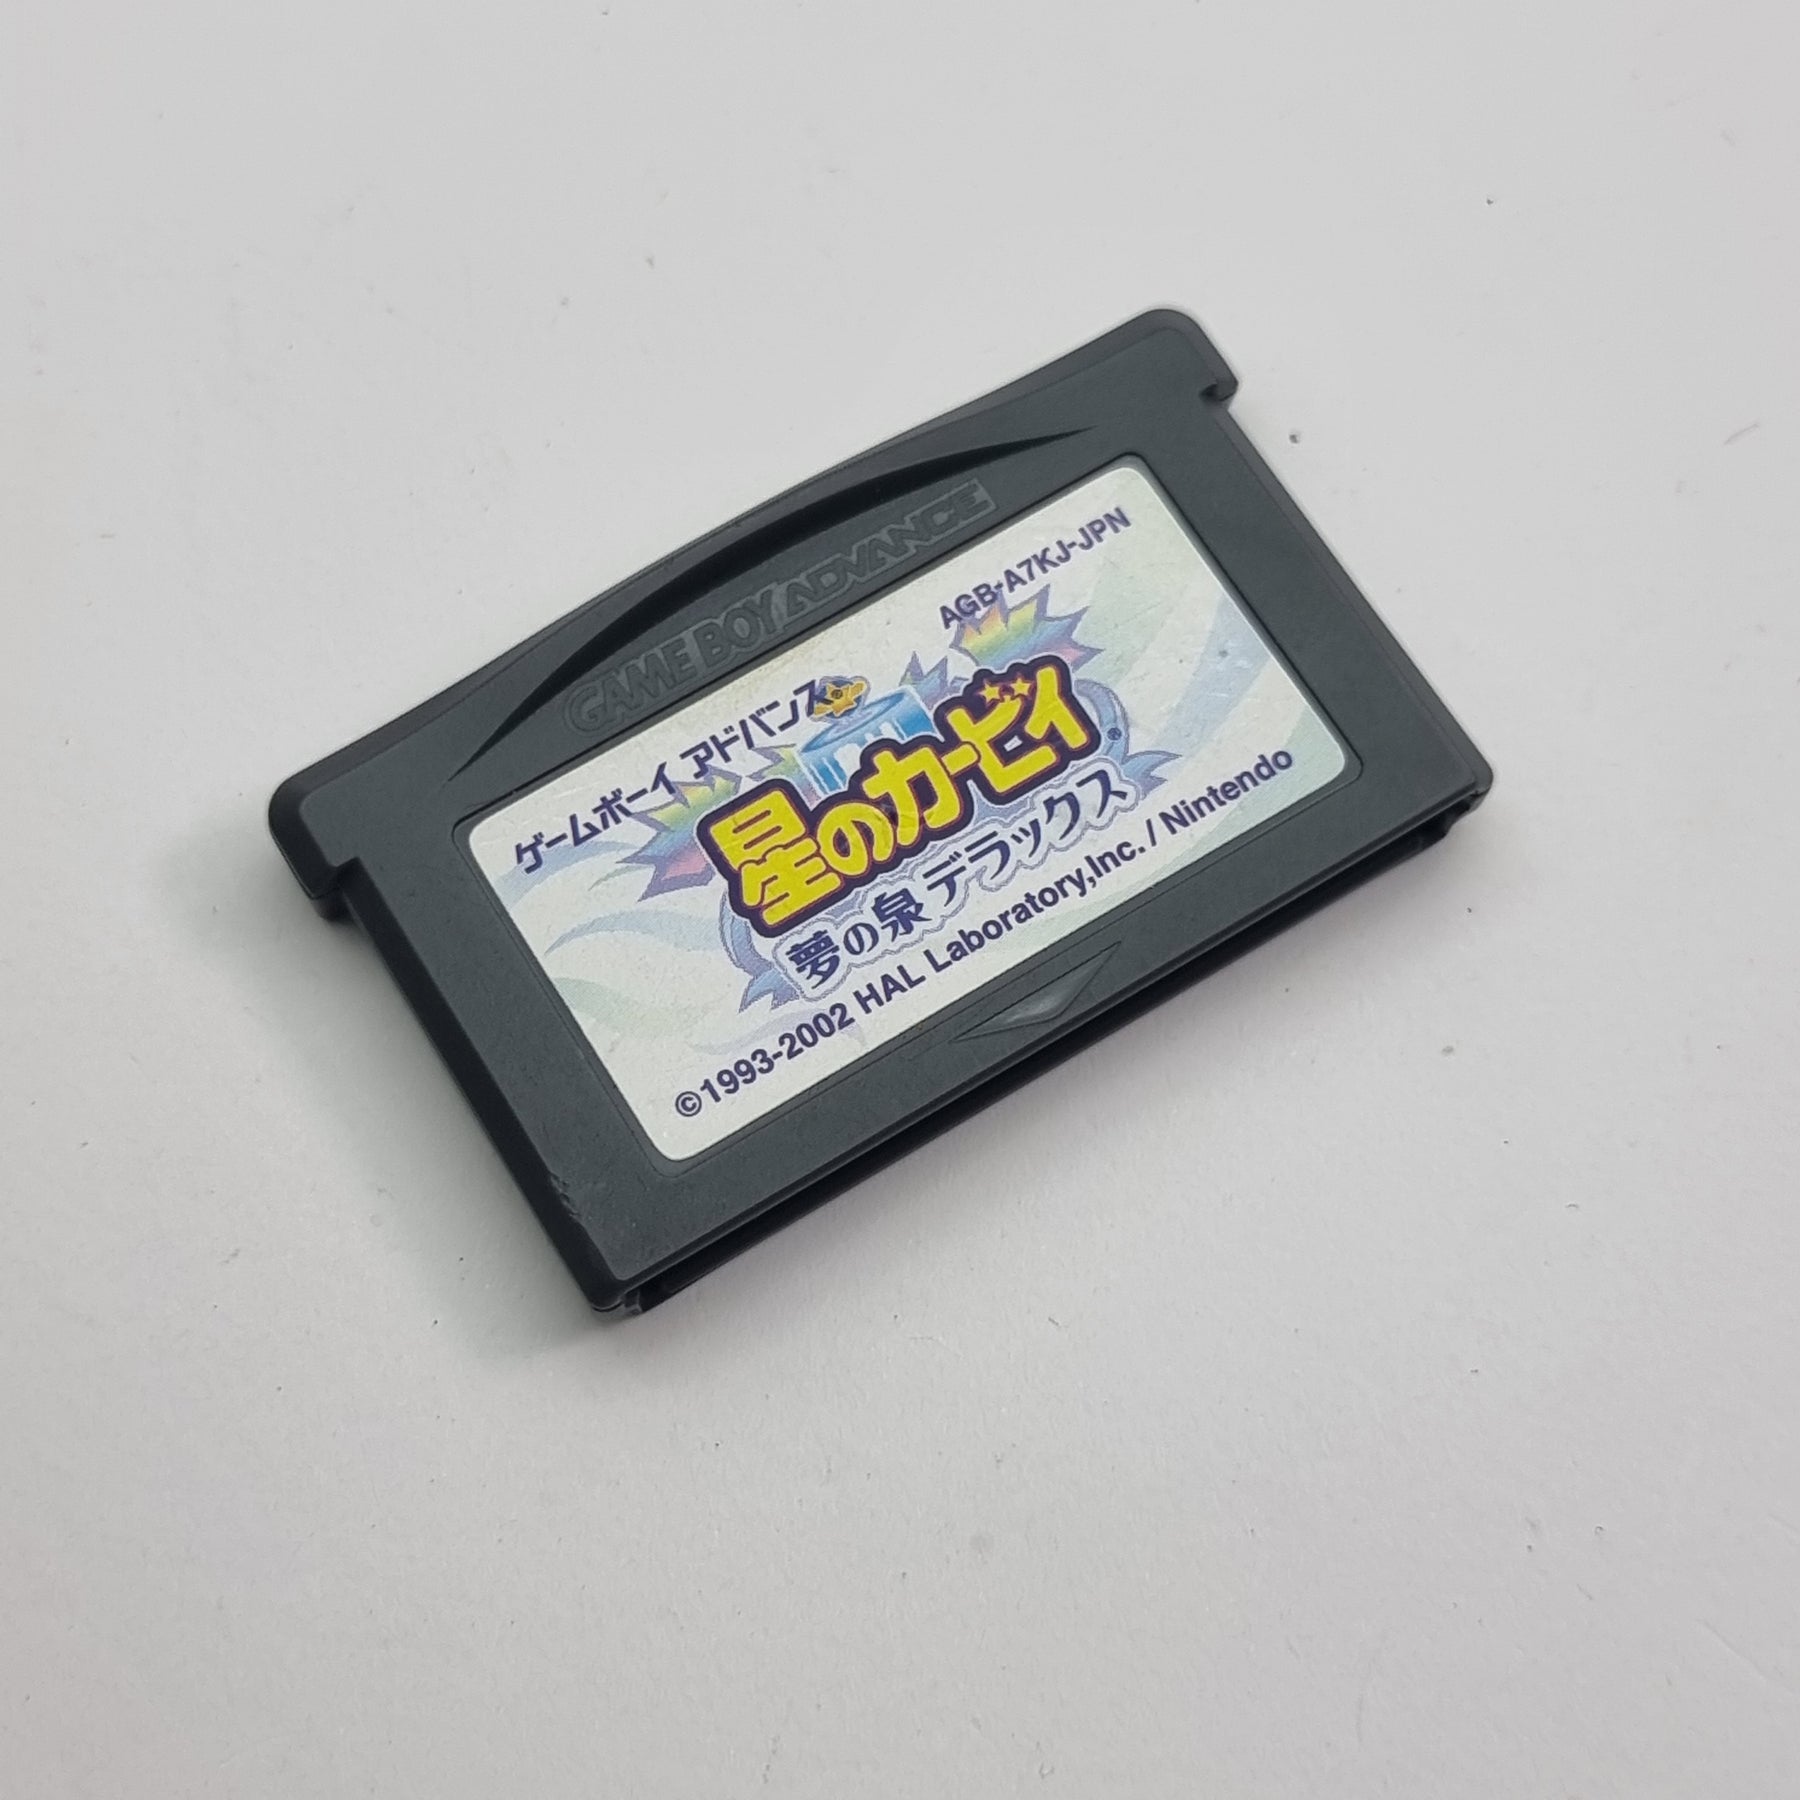 GAME BOY ADVANCE
AGB-A7KJ-JPN
ゲームボーイ アドバンス
星のカービィ
夢の泉 デラックス
©1993-2002 HAL Laboratory,Inc. / Nintendo